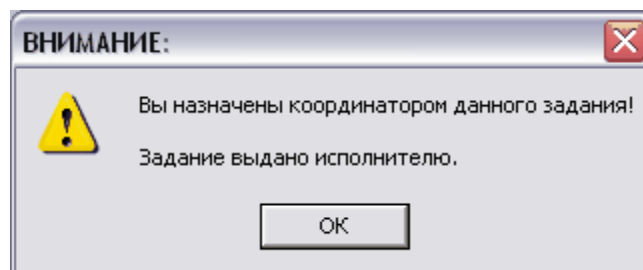 ВНИМАНИЕ:
Вы назначены координатором данного задания!
Задание выдано исполнителю.
ОК